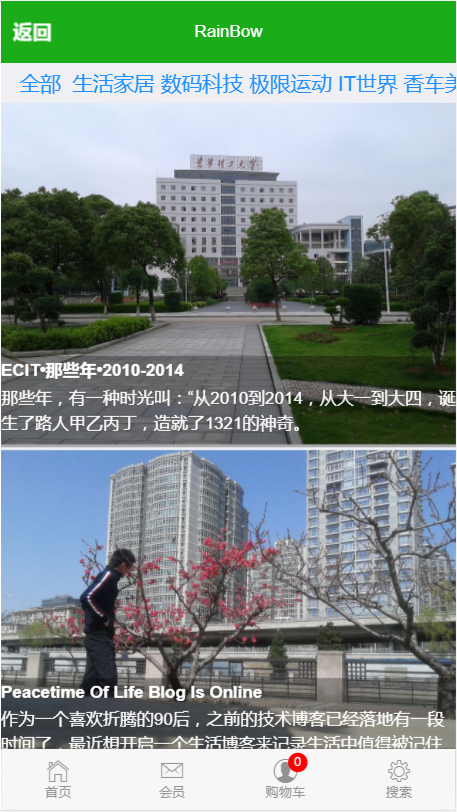 返回
RainBow
全部 生活家居 数码科技 极限运动 IT世界 香车美
东华理工大学
ECIT•那些年•2010-2014
那些年，有一种时光叫：“从2010到2014，从大一到大四，诞
生了路人甲乙丙丁，造就了1321的神奇。
Peacetime Of Life Blog Is Online
作为一个喜欢折腾的90后，之前的技术博客已经落地有一段
时间了，最近想开启一个生活博客来记录生活中值得被记住
0
首页 会员 购物车 搜索